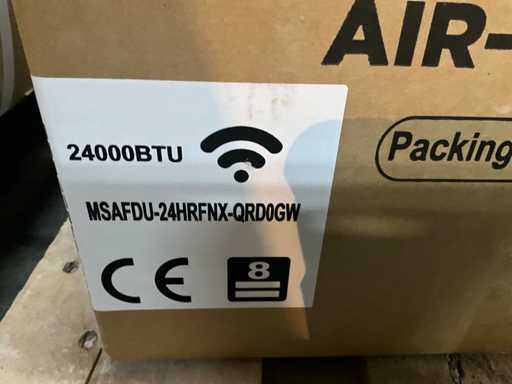 AIR-
Packing
24000BTU
MSAFDU-24HRFNX-QRD0GW
CE
8